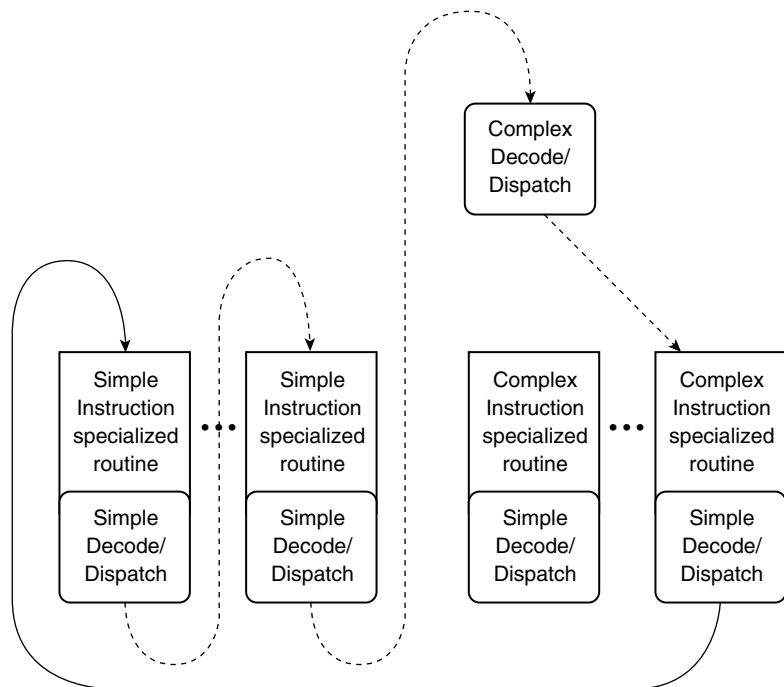 Complex
Decode/
Dispatch
Simple
Instruction
specialized
routine
Simple
Decode/
Dispatch
Simple
Instruction
specialized
routine
Simple
Decode/
Dispatch
Complex
Instruction
specialized
routine
Simple
Decode/
Dispatch
Complex
Instruction
specialized
routine
Simple
Decode/
Dispatch